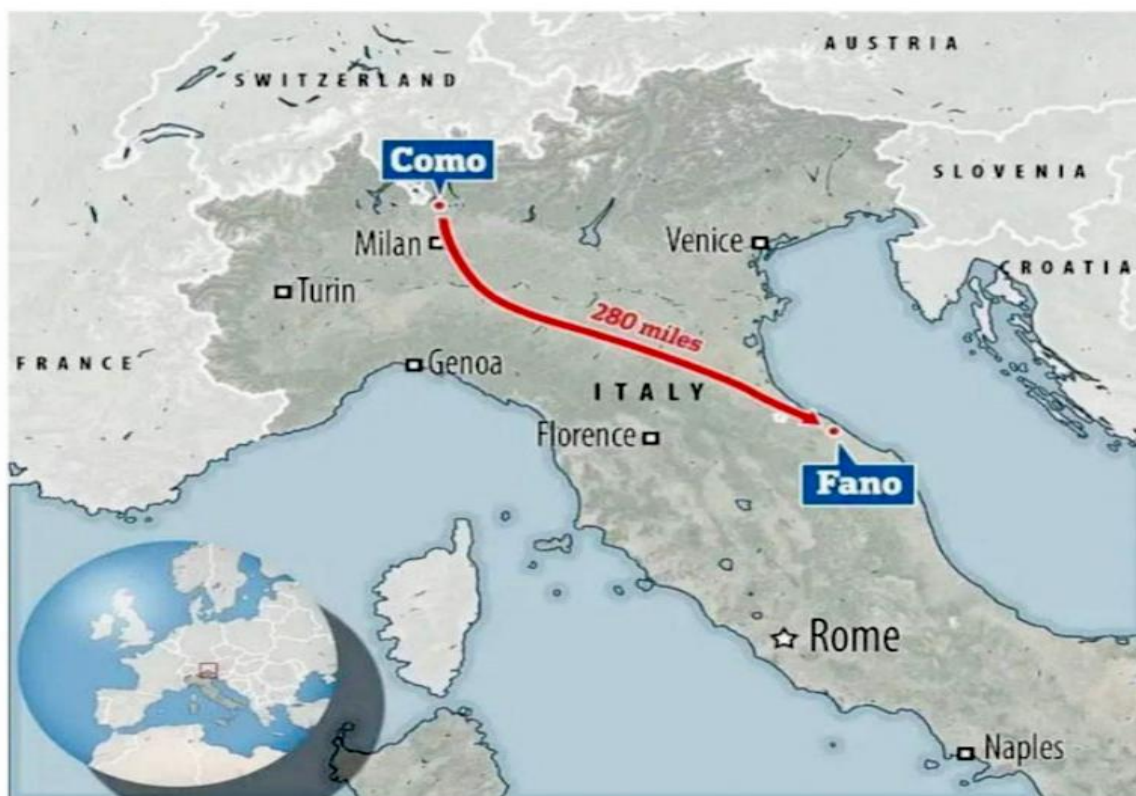 AUSTRIA
SWITZERLAND
Como
SLOVENIA
Milan
Venice
CROATIA
Turin
280 miles
FRANCE
Genoa
ITALY
Florence
Fano
Rome
Naples